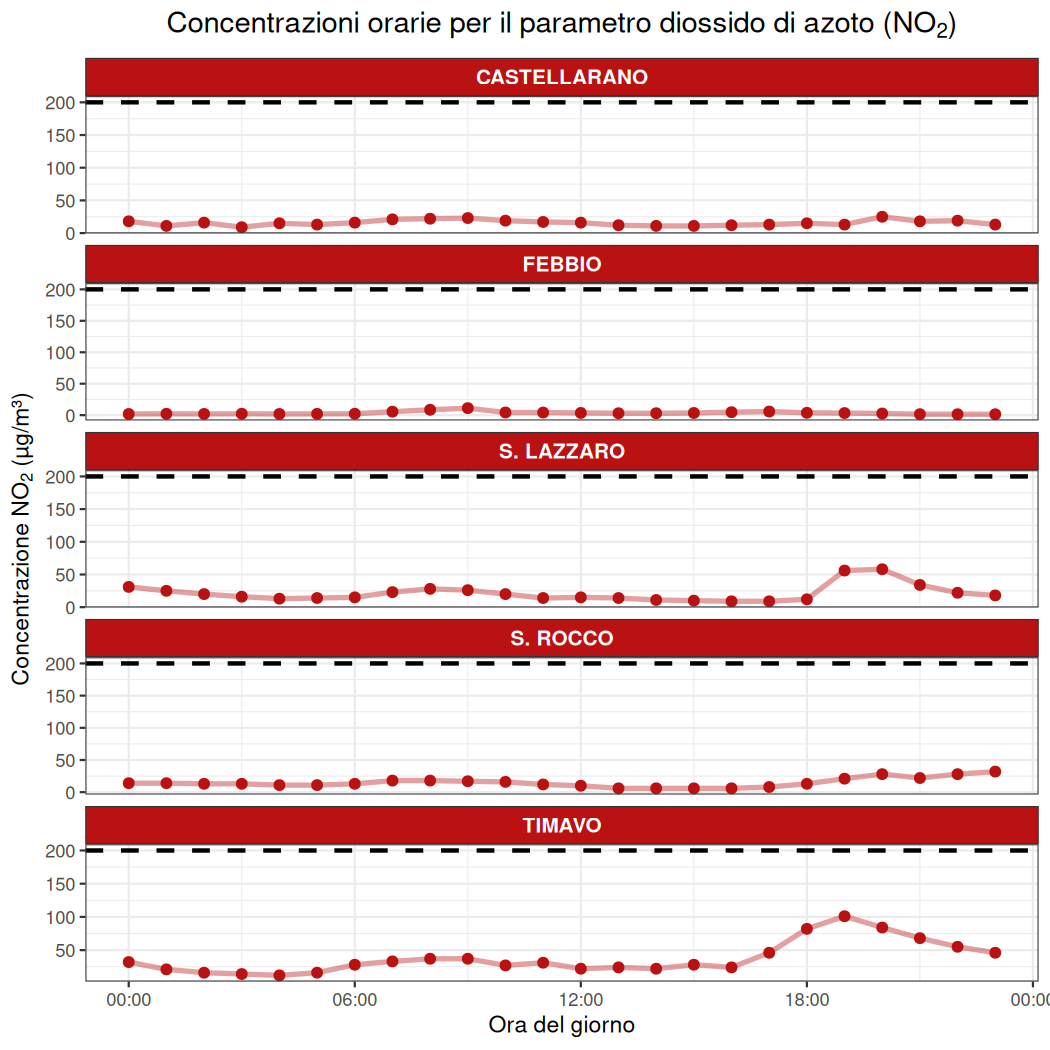 Concentrazioni orarie per il parametro diossido di azoto (NO₂)
Concentrazione NO₂ (µg/m³)
CASTELLARANO
200
150
100
50
0
FEBBIO
200
150
100
50
0
S. LAZZARO
200
150
100
50
0
S. ROCCO
200
150
100
50
0
TIMAVO
200
150
100
50
00:00 06:00 12:00 18:00 00:00
Ora del giorno